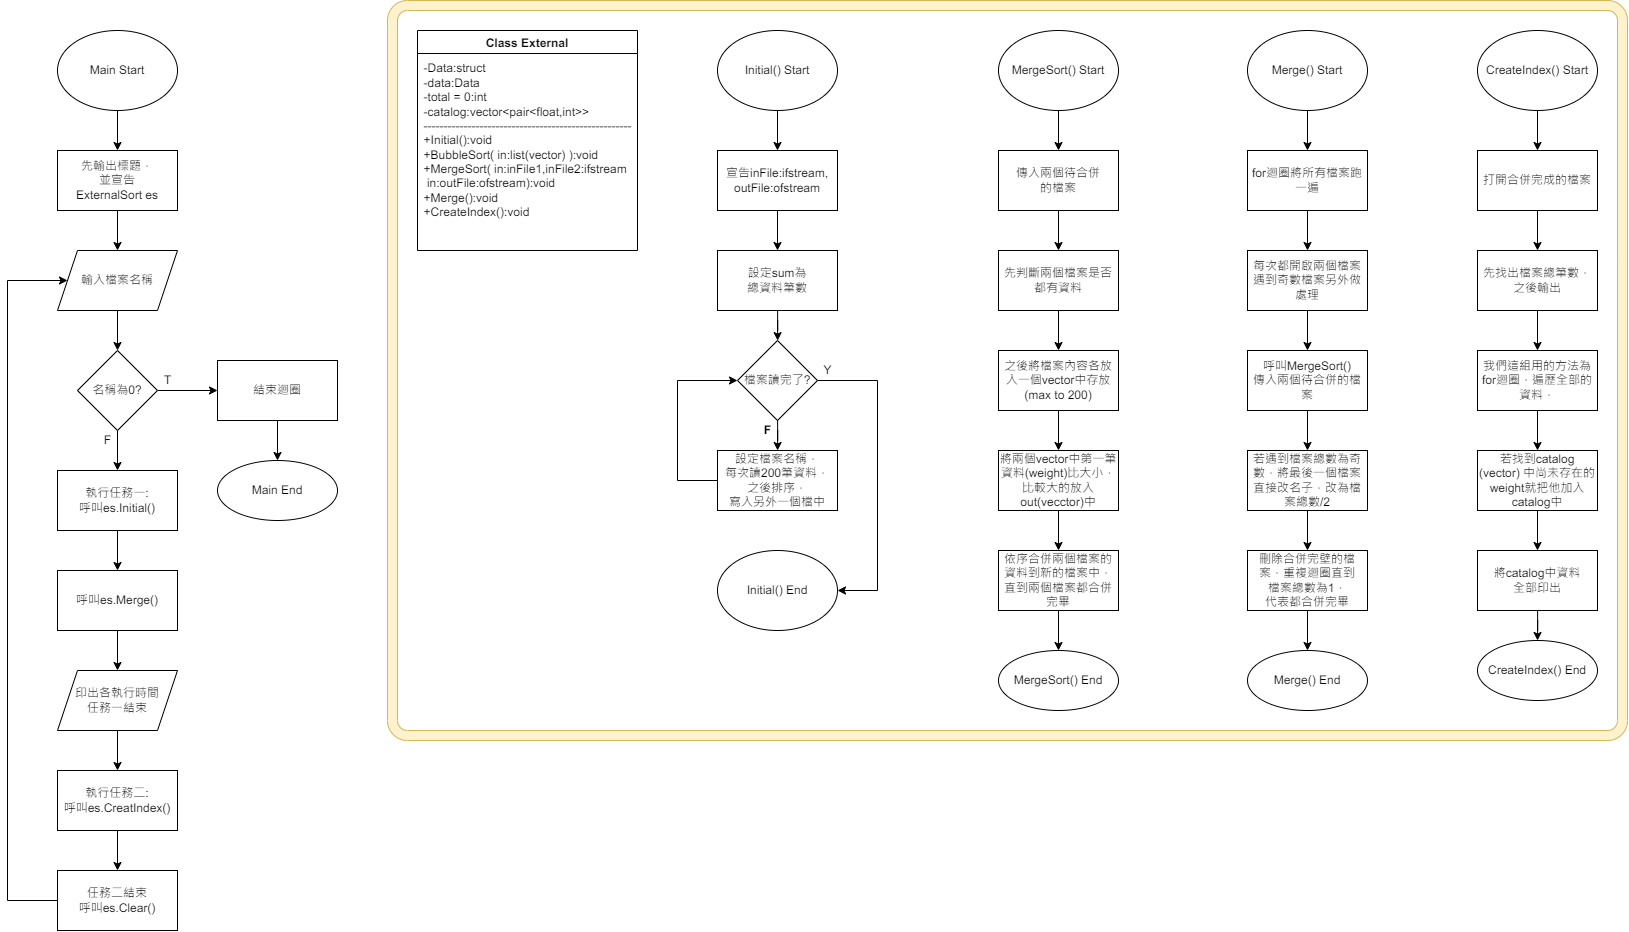 Main Start
先輸出標題，
並宣告
ExternalSort es
輸入檔案名稱
名稱為0?
T
結束迴圈
Main End
F
執行任務一:
呼叫es.Initial()
呼叫es.Merge()
印出各執行時間
任務一結束
執行任務二:
呼叫es.CreatIndex()
任務二結束
呼叫es.Clear()
Class External
-Data:struct
-data:Data
-total = 0:int
-catalog:vector<pair<float,int>>
----------------------------------------------------
+Initial():void
+BubbleSort( in:list(vector) ):void
+MergeSort( in:inFile1,inFile2:ifstream
in:outFile:ofstream):void
+Merge():void
+CreateIndex():void
Initial() Start
宣告inFile:ifstream,
outFile:ofstream
設定sum為
總資料筆數
檔案讀完了?
Y
F
設定檔案名稱，
每次讀200筆資料，
之後排序，
寫入另外一個檔中
Initial() End
MergeSort() Start
傳入兩個待合併
的檔案
先判斷兩個檔案是否
都有資料
之後將檔案內容各放
入一個vector中存放
(max to 200)
將兩個vector中第一筆
資料(weight)比大小，
比較大的放入
out(vecctor)中
依序合併兩個檔案的
資料到新的檔案中，
直到兩個檔案都合併
完畢
MergeSort() End
Merge() Start
for迴圈將所有檔案跑
一遍
每次都開啟兩個檔案
遇到奇數檔案另外做
處理
呼叫MergeSort()
傳入兩個待合併的檔
案
若遇到檔案總數為奇
數，將最後一個檔案
直接改名子，改為檔
案總數/2
刪除合併完壁的檔
案，重複迴圈直到
檔案總數為1，
代表都合併完畢
Merge() End
CreateIndex() Start
打開合併完成的檔案
先找出檔案總筆數，
之後輸出
我們這組用的方法為
for迴圈，遍歷全部的
資料，
若找到catalog
(vector) 中尚未存在的
weight就把他加入
catalog中
將catalog中資料
全部印出
CreateIndex() End